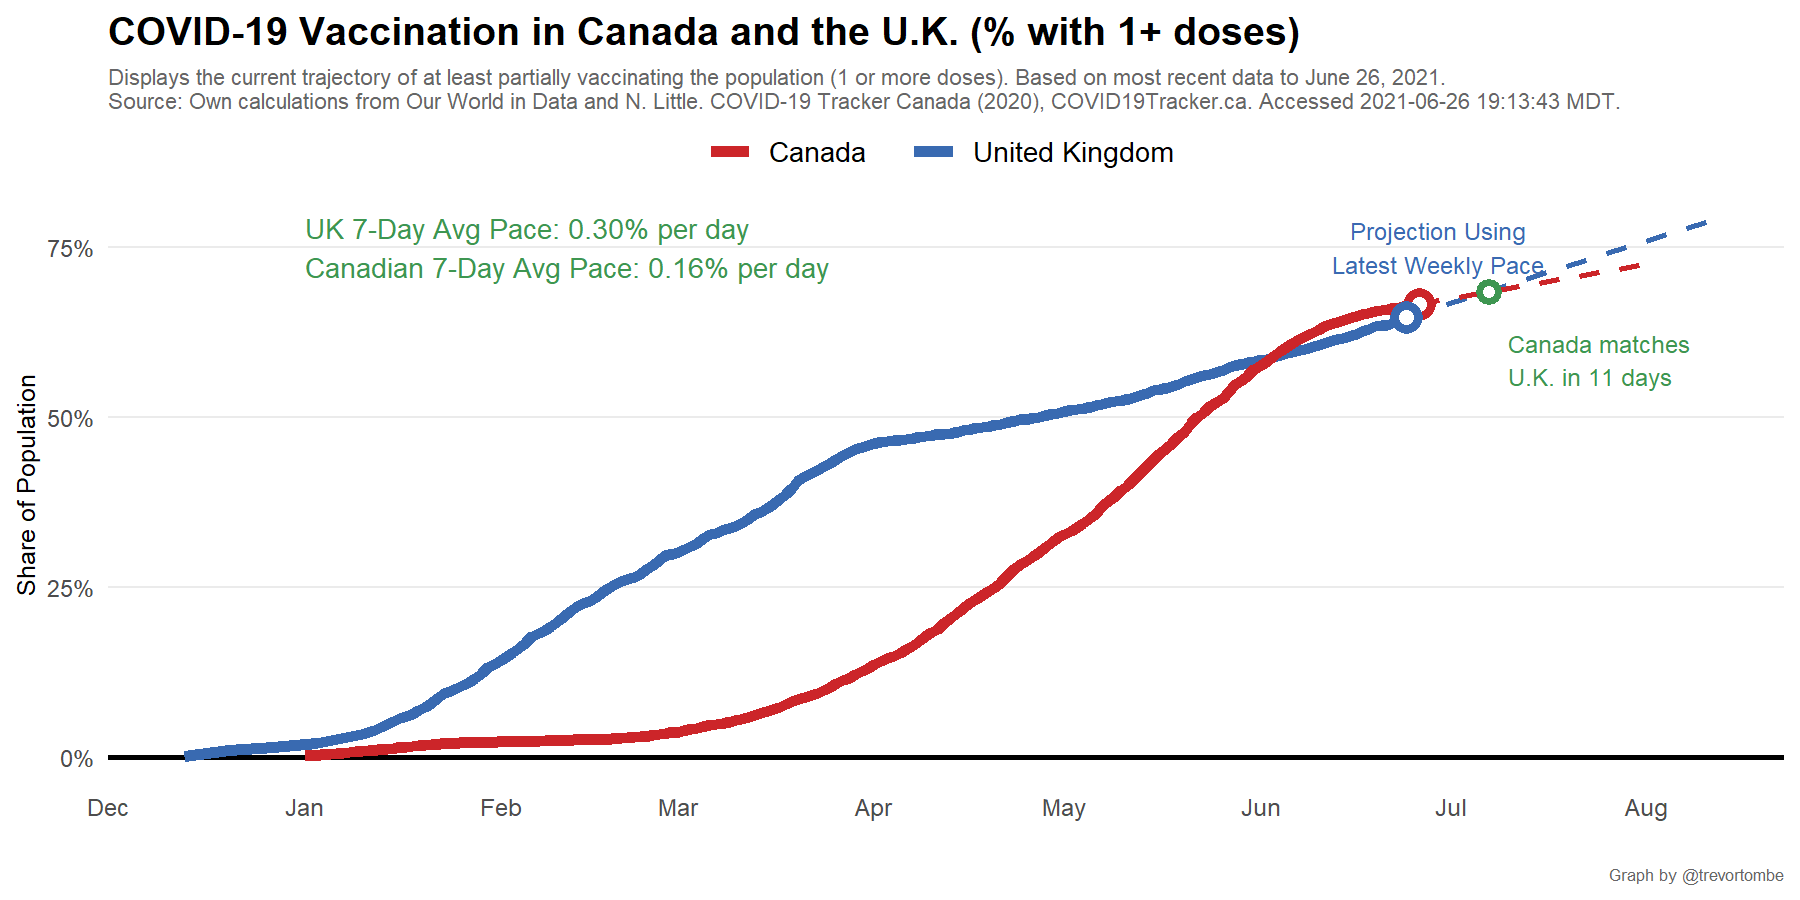 COVID-19 Vaccination in Canada and the U.K. (% with 1+ doses)
Displays the current trajectory of at least partially vaccinating the population (1 or more doses). Based on most recent data to June 26, 2021.
Source: Own calculations from Our World in Data and N. Little. COVID-19 Tracker Canada (2020), COVID19Tracker.ca. Accessed 2021-06-26 19:13:43 MDT.
Canada
United Kingdom
UK 7-Day Avg Pace: 0.30% per day
Canadian 7-Day Avg Pace: 0.16% per day
Projection Using
Latest Weekly Pace
Canada matches
U.K. in 11 days
Share of Population
75%
50%
25%
0%
Dec
Jan
Feb
Mar
Apr
May
Jun
Jul
Aug
Graph by @trevortombe